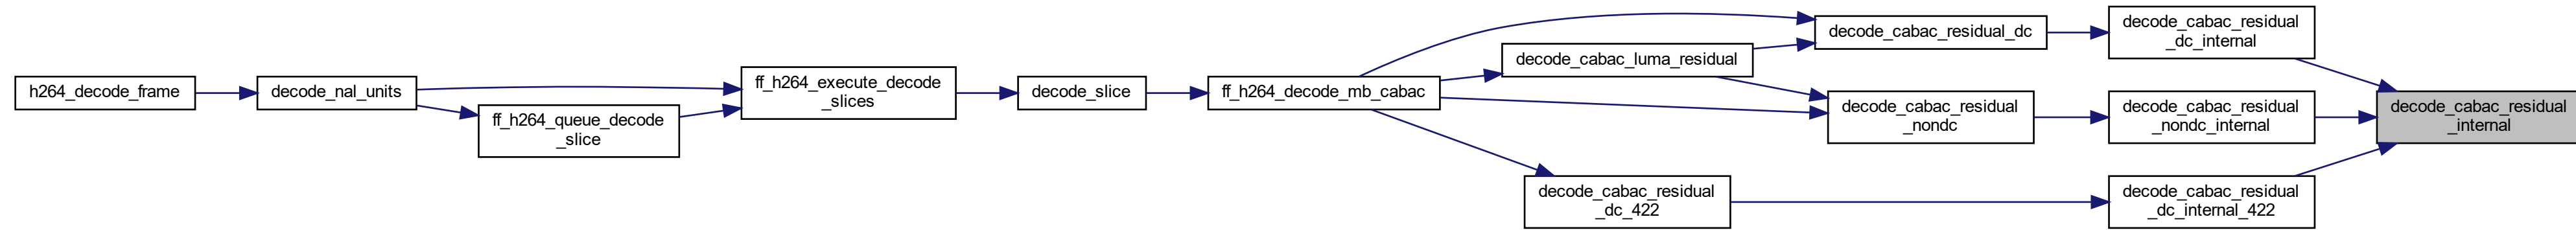 h264_decode_frame
decode_nal_units
ff_h264_queue_decode
_slice
ff_h264_execute_decode
_slices
decode_slice
ff_h264_decode_mb_cabac
decode_cabac_luma_residual
decode_cabac_residual
_dc_422
decode_cabac_residual_dc
decode_cabac_residual
_nondc
decode_cabac_residual
_dc_internal
decode_cabac_residual
_nondc_internal
decode_cabac_residual
_dc_internal_422
decode_cabac_residual
_internal